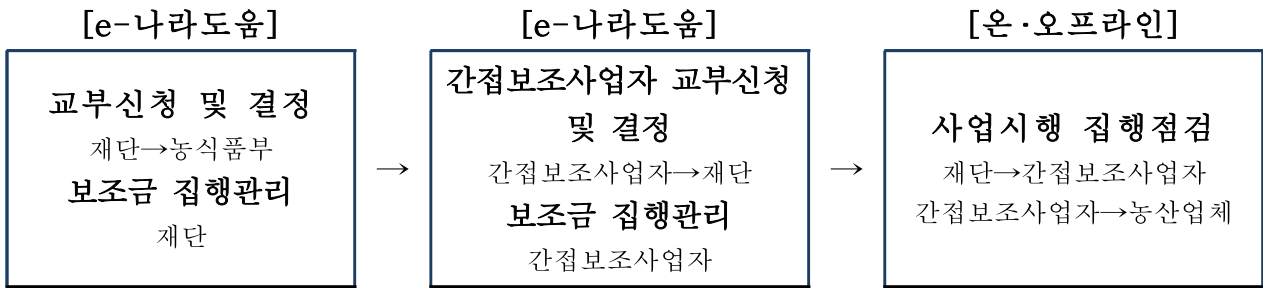 [e-나라도움]
교부신청 및 결정
재단→농식품부
보조금 집행관리
재단
→
[e-나라도움]
간접보조사업자 교부신청
및 결정
간접보조사업자→재단
보조금 집행관리
간접보조사업자
→
[온·오프라인]
사업시행 집행점검
재단→간접보조사업자
간접보조사업자→농산업체